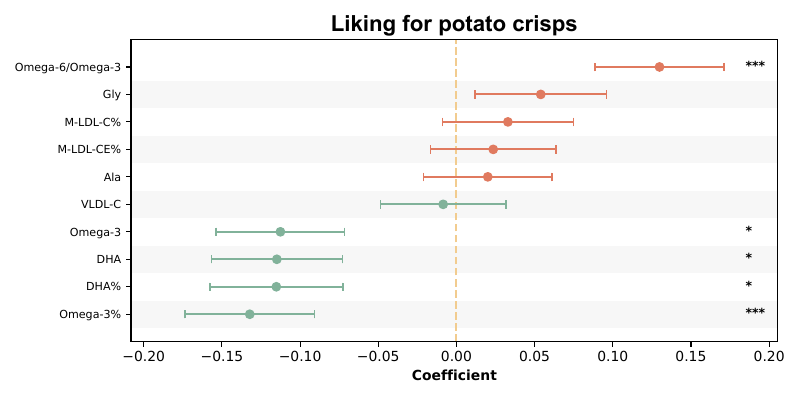 Liking for potato crisps
Omega-6/Omega-3 ***
Gly
M-LDL-C%
M-LDL-CE%
Ala
VLDL-C
Omega-3 *
DHA *
DHA% *
Omega-3% ***
−0.20 −0.15 −0.10 −0.05 0.00 0.05 0.10 0.15 0.20
Coefficient